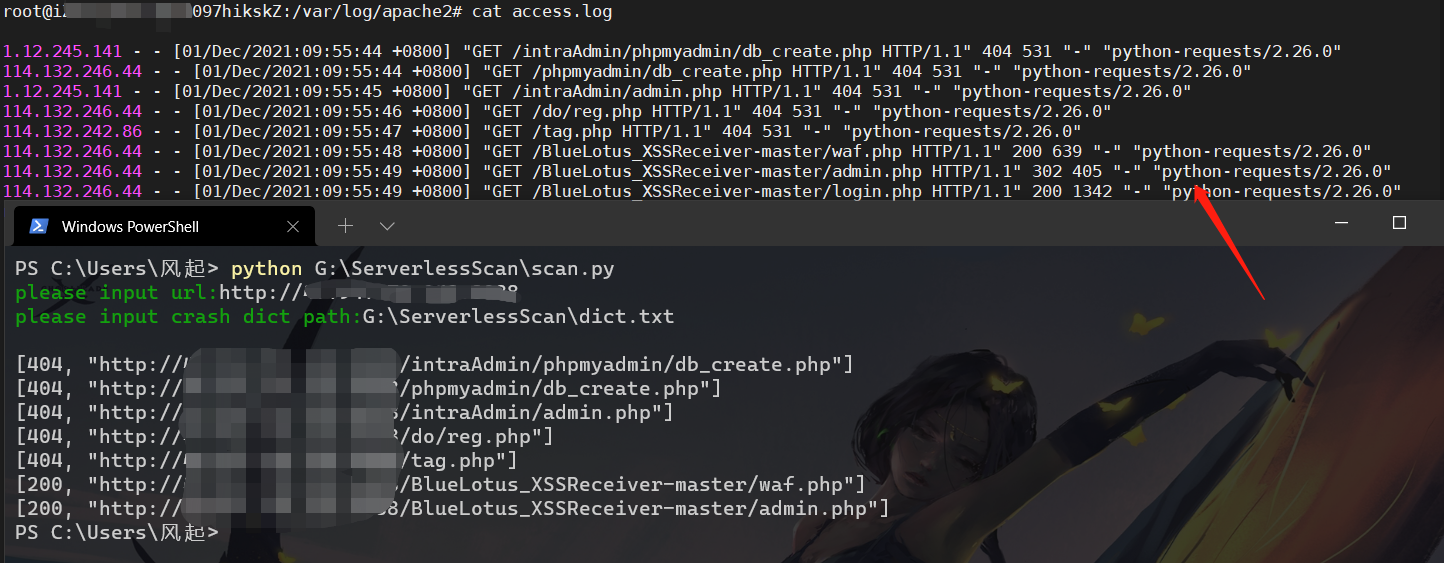 root@i 097hikskZ:/var/log/apache2# cat access.log
1.12.245.141 - - [01/Dec/2021:09:55:44 +0800] "GET /intraAdmin/phpmyadmin/db_create.php HTTP/1.1" 404 531 "-" "python-requests/2.26.0"
114.132.246.44 - - [01/Dec/2021:09:55:44 +0800] "GET /phpmyadmin/db_create.php HTTP/1.1" 404 531 "-" "python-requests/2.26.0"
1.12.245.141 - - [01/Dec/2021:09:55:45 +0800] "GET /intraAdmin/admin.php HTTP/1.1" 404 531 "-" "python-requests/2.26.0"
114.132.246.44 - - [01/Dec/2021:09:55:46 +0800] "GET /do/reg.php HTTP/1.1" 404 531 "-" "python-requests/2.26.0"
114.132.242.86 - - [01/Dec/2021:09:55:47 +0800] "GET /tag.php HTTP/1.1" 404 531 "-" "python-requests/2.26.0"
114.132.246.44 - - [01/Dec/2021:09:55:48 +0800] "GET /BlueLotus_XSSReceiver-master/waf.php HTTP/1.1" 200 639 "-" "python-requests/2.26.0"
114.132.246.44 - - [01/Dec/2021:09:55:49 +0800] "GET /BlueLotus_XSSReceiver-master/admin.php HTTP/1.1" 302 405 "-" "python-requests/2.26.0"
114.132.246.44 - - [01/Dec/2021:09:55:49 +0800] "GET /BlueLotus_XSSReceiver-master/login.php HTTP/1.1" 200 1342 "-" "python-requests/2.26.0"
Windows PowerShell
PS C:\Users\风起> python G:\ServerlessScan\scan.py
please input url:http://
please input crash dict path:G:\ServerlessScan\dict.txt
[404, "http:// /intraAdmin/phpmyadmin/db_create.php"]
[404, "http:// /phpmyadmin/db_create.php"]
[404, "http:// /intraAdmin/admin.php"]
[404, "http:// /do/reg.php"]
[404, "http:// /tag.php"]
[200, "http:// /BlueLotus_XSSReceiver-master/waf.php"]
[200, "http:// /BlueLotus_XSSReceiver-master/admin.php"]
PS C:\Users\风起>